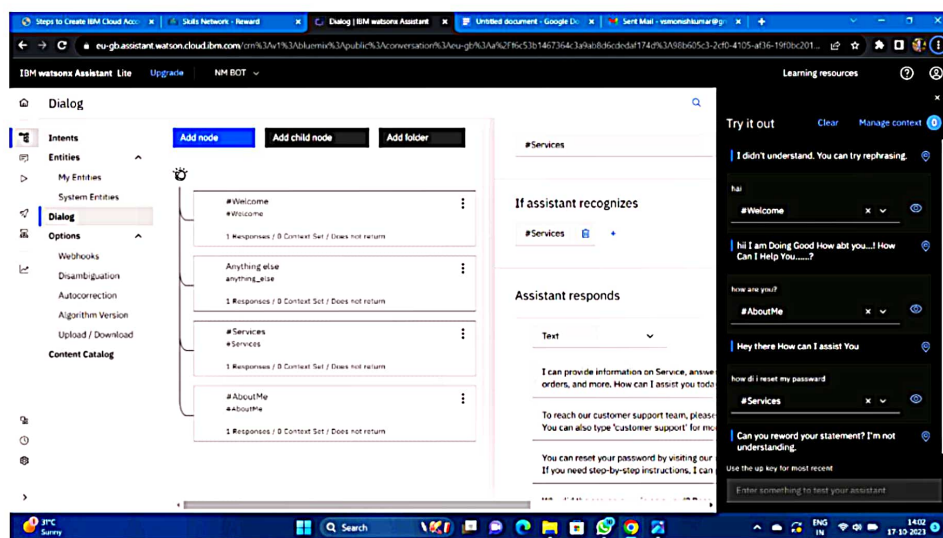 Steps to Create IBM Cloud Acco
Skills Network - Reward
Dialog | IBM watsonx Assistant
Untitled document - Google Do
Sent Mail - vsmonishkumar@g
eu-gb.assistant.watson.cloud.ibm.com
IBM watsonx Assistant Lite
Upgrade
NM BOT
Learning resources
Dialog
Intents
Entities
My Entities
System Entities
Dialog
Options
Webhooks
Disambiguation
Autocorrection
Algorithm Version
Upload / Download
Content Catalog
Add node
Add child node
Add folder
#Welcome
#Welcome
1 Responses / 0 Context Set / Does not return
Anything else
anything_else
1 Responses / 0 Context Set / Does not return
#Services
#Services
1 Responses / 0 Context Set / Does not return
#AboutMe
#AboutMe
1 Responses / 0 Context Set / Does not return
#Services
If assistant recognizes
#Services
Assistant responds
Text
I can provide information on Service, answe
orders, and more. How can I assist you toda
To reach our customer support team, please
You can also type 'customer support' for mo
You can reset your password by visiting our
If you need step-by-step instructions, I can
Try it out
Clear
Manage context
0
I didn't understand. You can try rephrasing.
hai
#Welcome
hii I am Doing Good How abt you...! How
Can I Help You......?
how are you?
#AboutMe
Hey there How can I assist You
how di i reset my passward
#Services
Can you reword your statement? I'm not
understanding.
Use the up key for most recent
Enter something to test your assistant
31°C
Sunny
Search
ENG
IN
14:02
17-10-2023